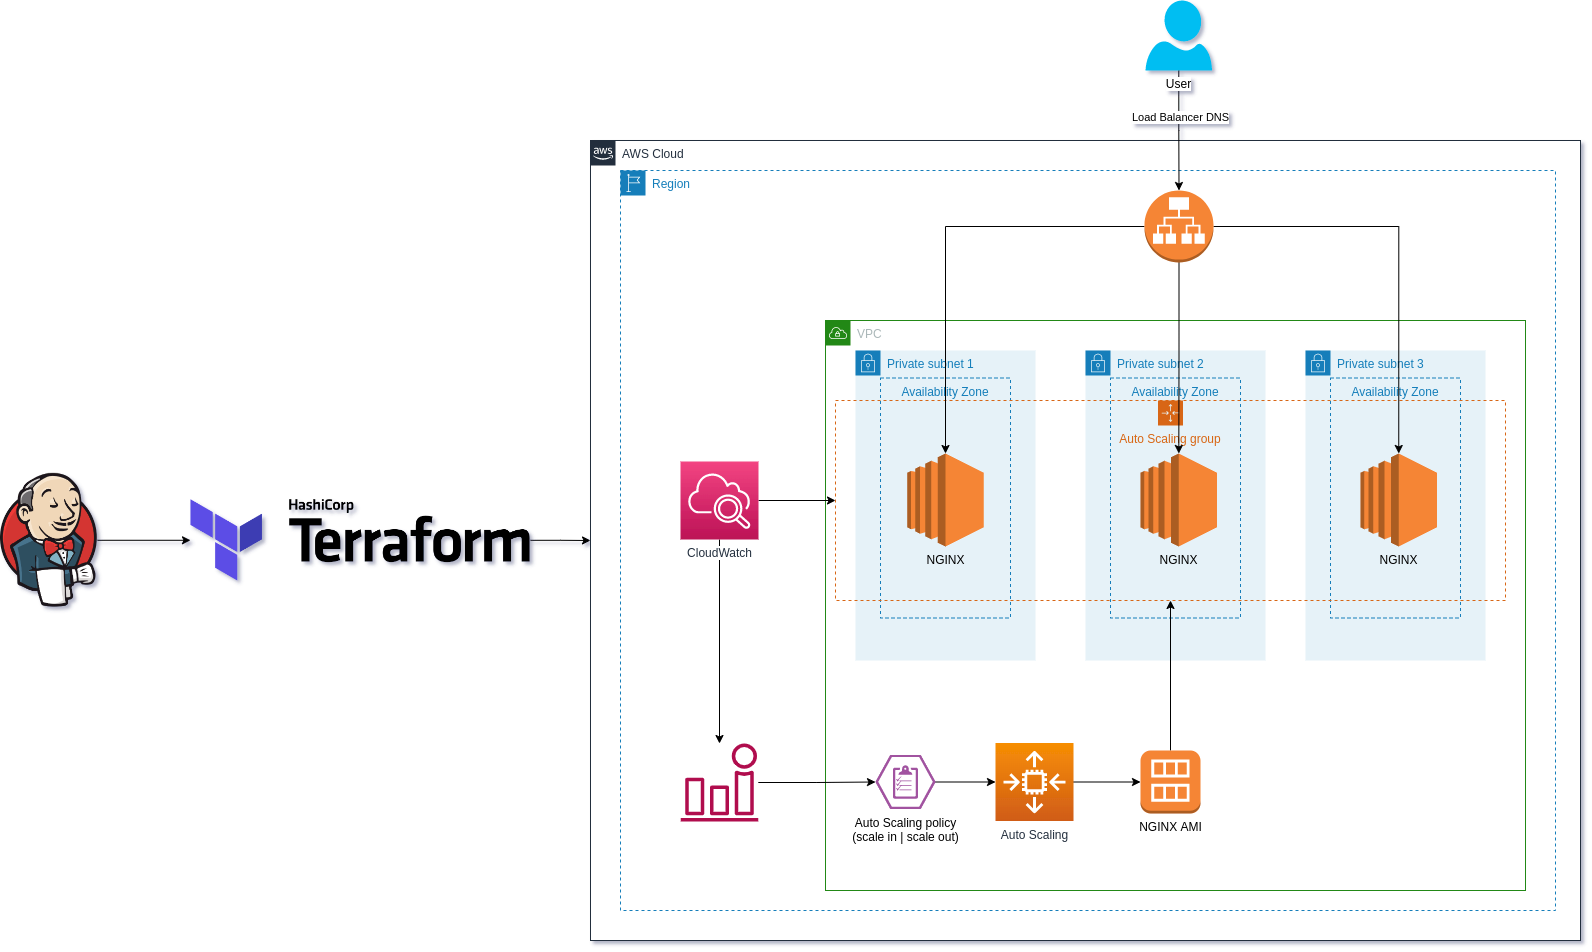 User
Load Balancer DNS
aws
AWS Cloud
Region
VPC
Private subnet 1
Private subnet 2
Private subnet 3
Availability Zone
Availability Zone
Availability Zone
Auto Scaling group
HashiCorp
Terraform
CloudWatch
NGINX
NGINX
NGINX
Auto Scaling policy
(scale in | scale out)
Auto Scaling
NGINX AMI